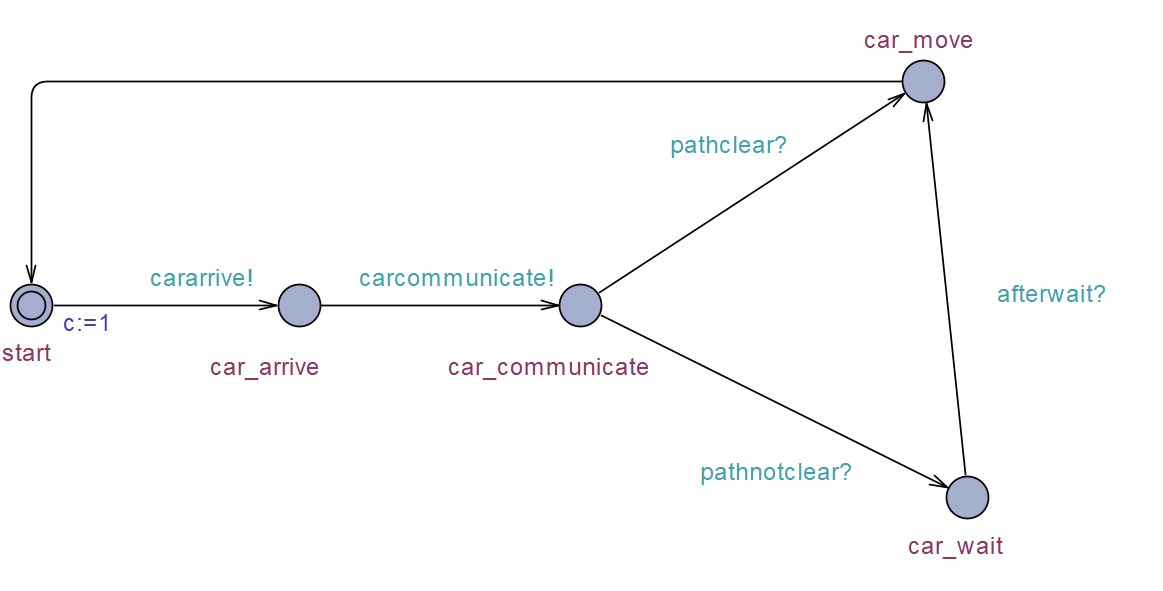 car_move
pathclear?
cararrive!
carcommunicate!
afterwait?
c:=1
start
car_arrive
car_communicate
pathnotclear?
car_wait